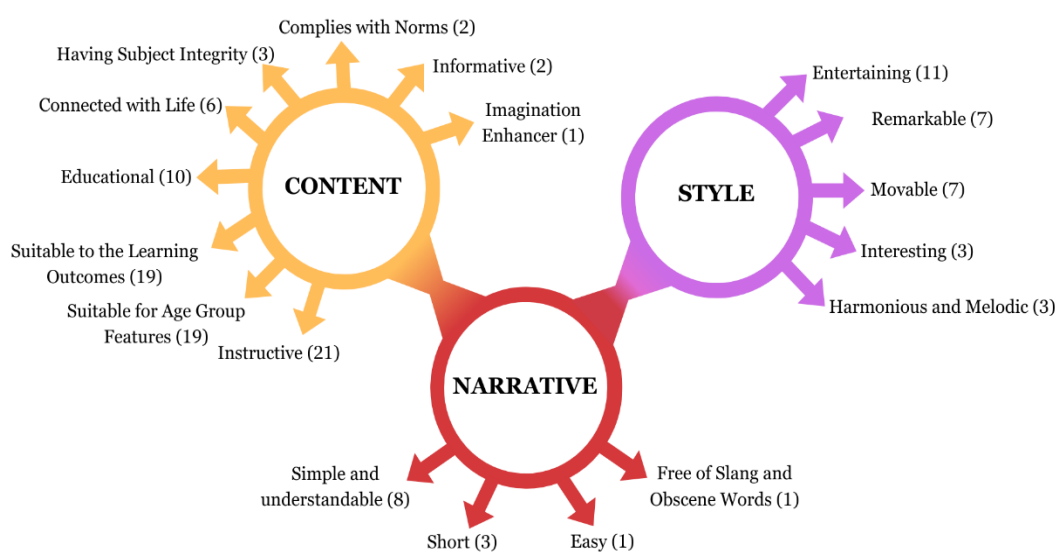 Complies with Norms (2)
Having Subject Integrity (3)
Informative (2)
Connected with Life (6)
Imagination
Enhancer (1)
Educational (10)
CONTENT
Suitable to the Learning
Outcomes (19)
Suitable for Age Group
Features (19)
Instructive (21)
Entertaining (11)
Remarkable (7)
STYLE
Movable (7)
Interesting (3)
Harmonious and Melodic (3)
NARRATIVE
Simple and
understandable (8)
Short (3)
Easy (1)
Free of Slang and
Obscene Words (1)